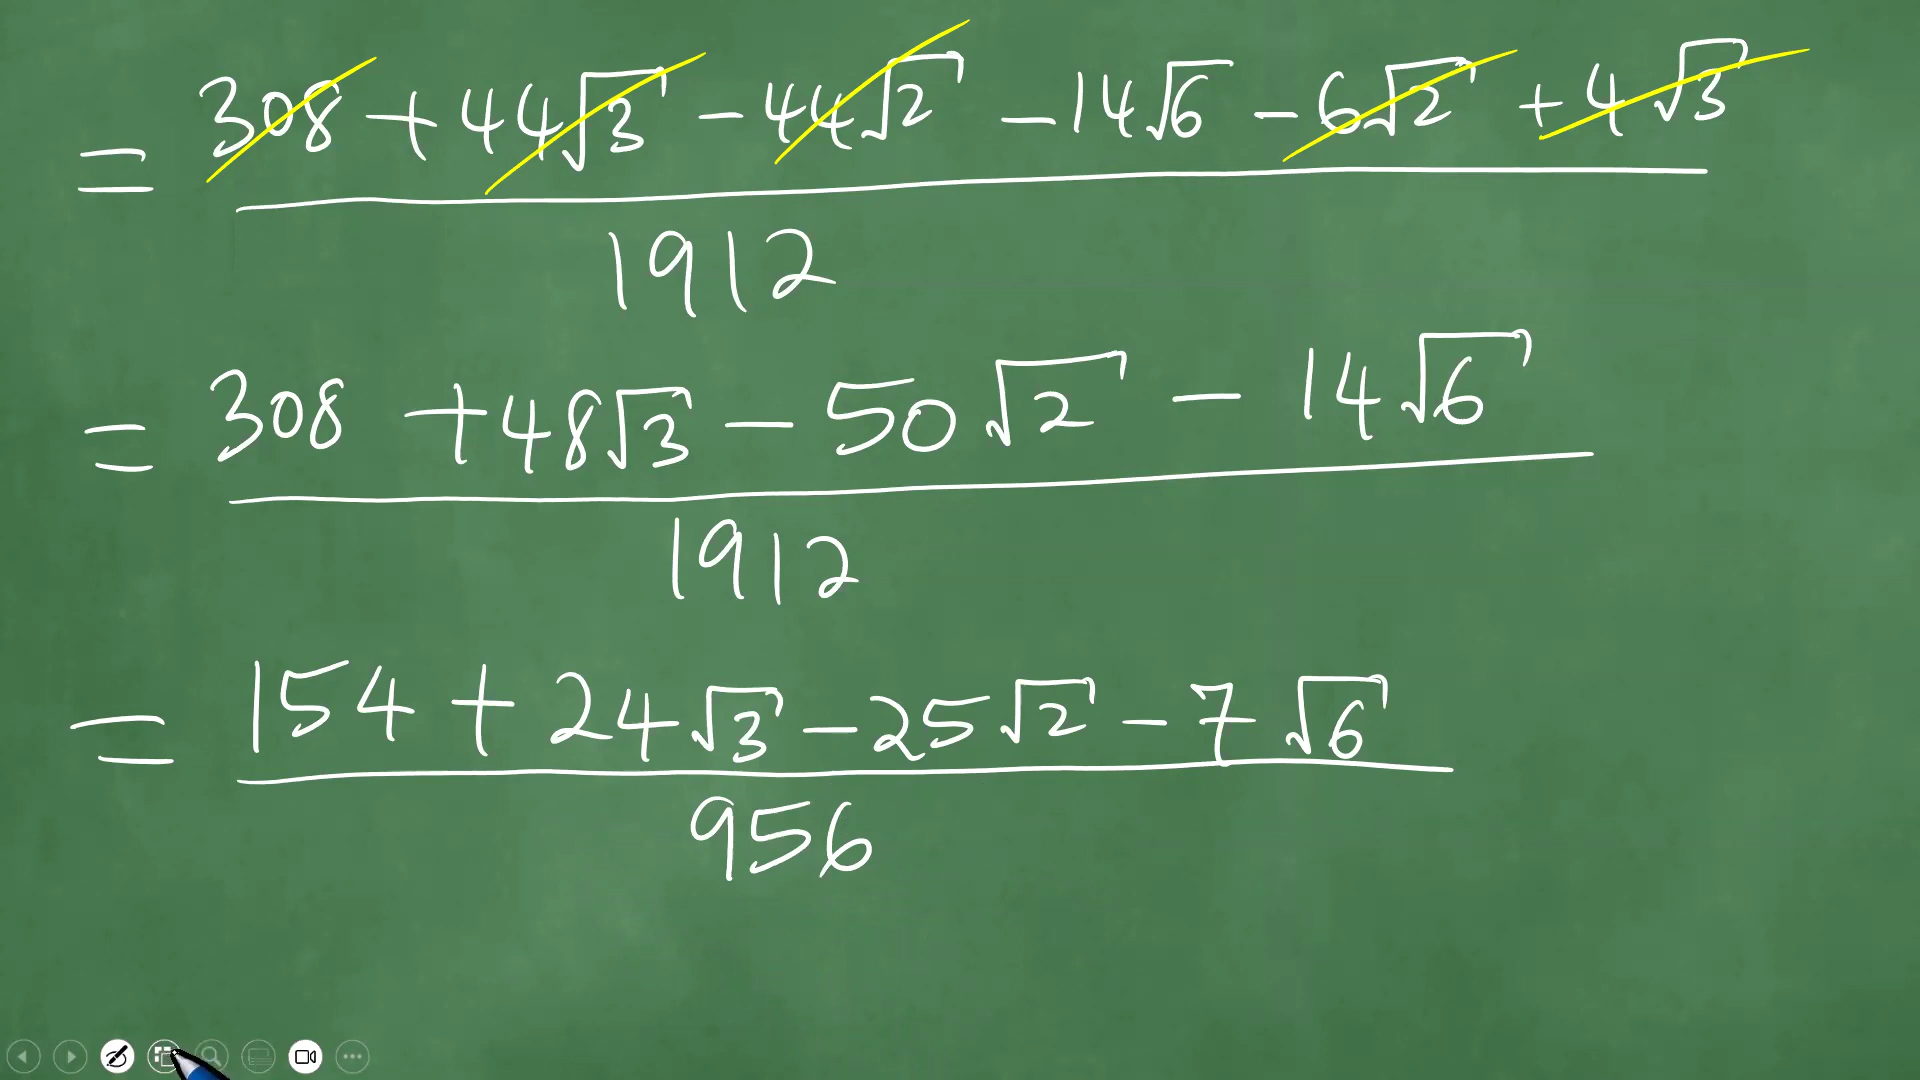 = 308 + 44√3 - 44√2 - 14√6 - 6√2 + 4√3
1912
= 308 + 48√3 - 50√2 - 14√6
1912
= 154 + 24√3 - 25√2 - 7√6
956